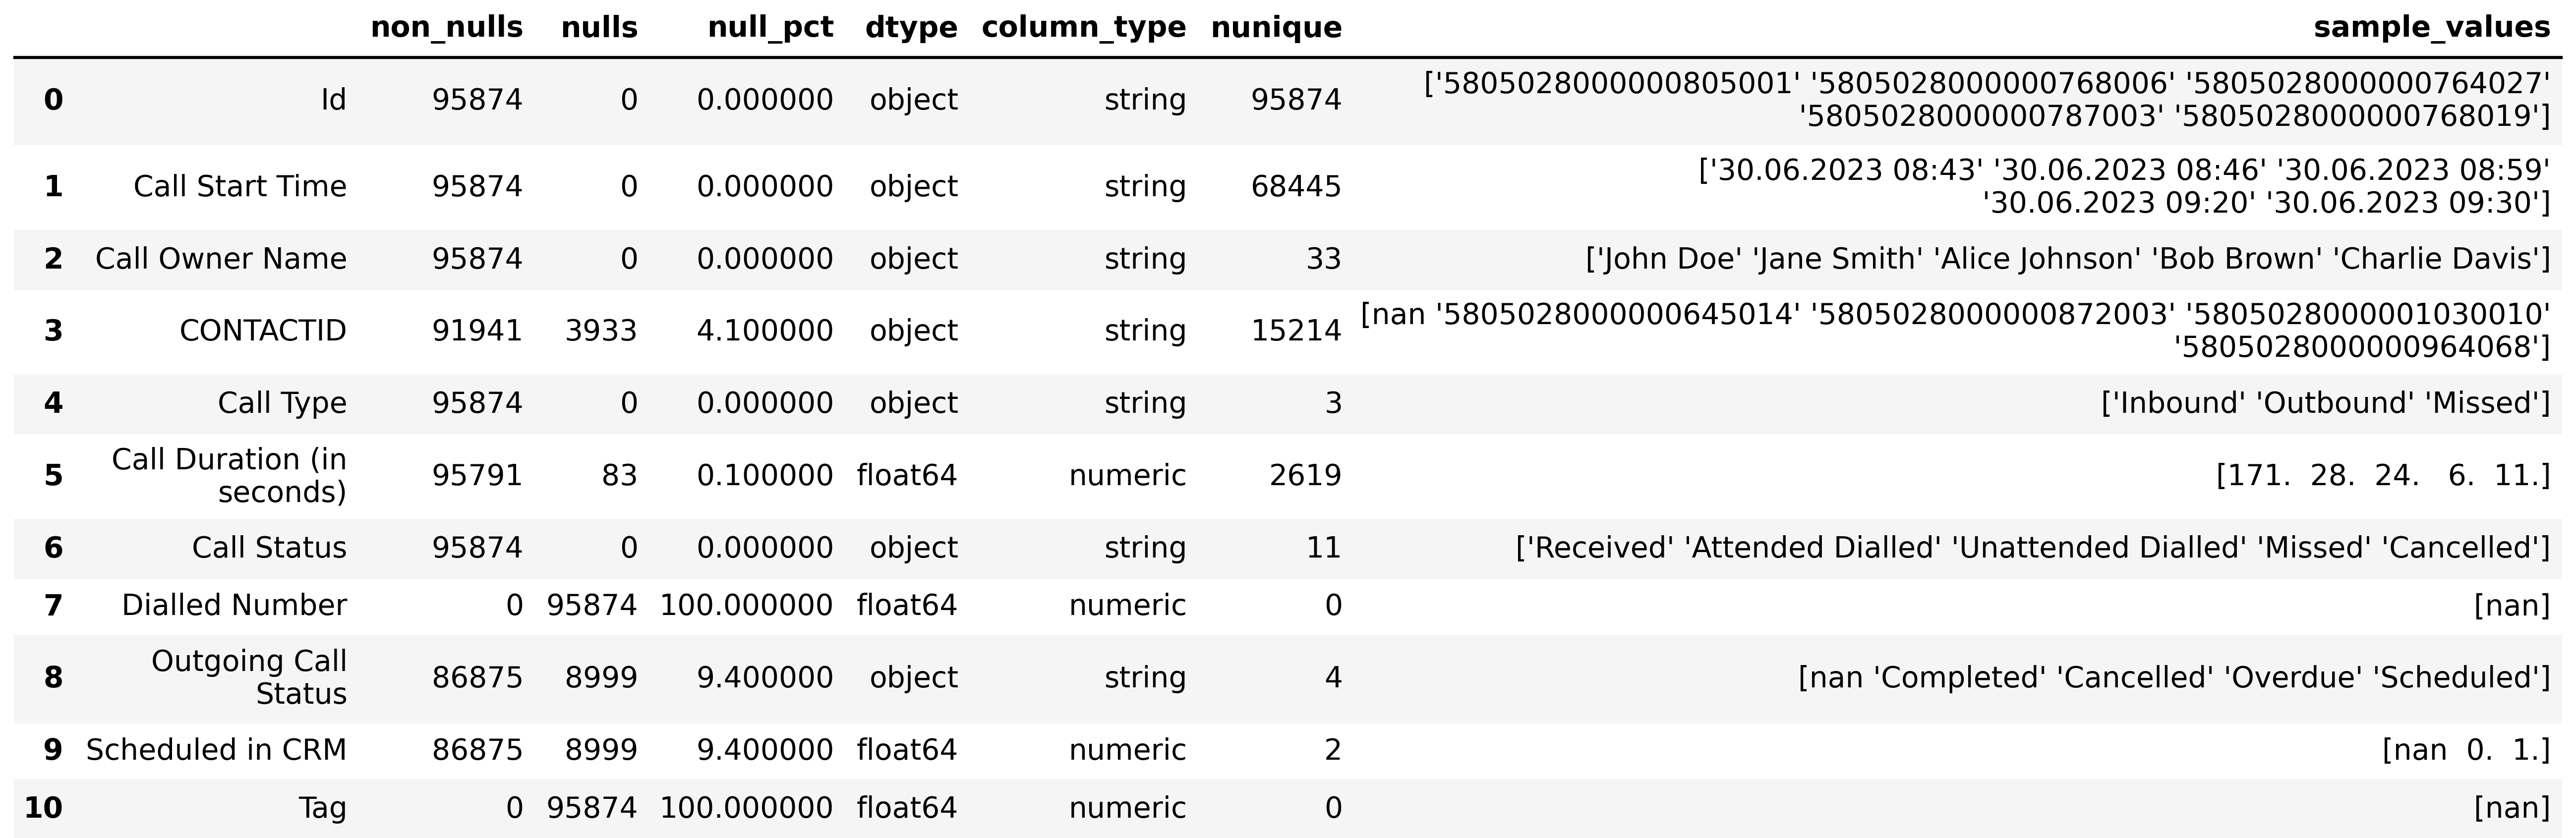 non_nulls nulls null_pct dtype column_type nunique sample_values
0 Id 95874 0 0.000000 object string 95874 ['5805028000000805001' '5805028000000768006' '5805028000000764027'
'5805028000000787003' '5805028000000768019']
1 Call Start Time 95874 0 0.000000 object string 68445 ['30.06.2023 08:43' '30.06.2023 08:46' '30.06.2023 08:59'
'30.06.2023 09:20' '30.06.2023 09:30']
2 Call Owner Name 95874 0 0.000000 object string 33 ['John Doe' 'Jane Smith' 'Alice Johnson' 'Bob Brown' 'Charlie Davis']
3 CONTACTID 91941 3933 4.100000 object string 15214 [nan '5805028000000645014' '5805028000000872003' '5805028000001030010'
'5805028000000964068']
4 Call Type 95874 0 0.000000 object string 3 ['Inbound' 'Outbound' 'Missed']
5 Call Duration (in
seconds) 95791 83 0.100000 float64 numeric 2619 [171. 28. 24. 6. 11.]
6 Call Status 95874 0 0.000000 object string 11 ['Received' 'Attended Dialled' 'Unattended Dialled' 'Missed' 'Cancelled']
7 Dialled Number 0 95874 100.000000 float64 numeric 0 [nan]
8 Outgoing Call
Status 86875 8999 9.400000 object string 4 [nan 'Completed' 'Cancelled' 'Overdue' 'Scheduled']
9 Scheduled in CRM 86875 8999 9.400000 float64 numeric 2 [nan 0. 1.]
10 Tag 0 95874 100.000000 float64 numeric 0 [nan]